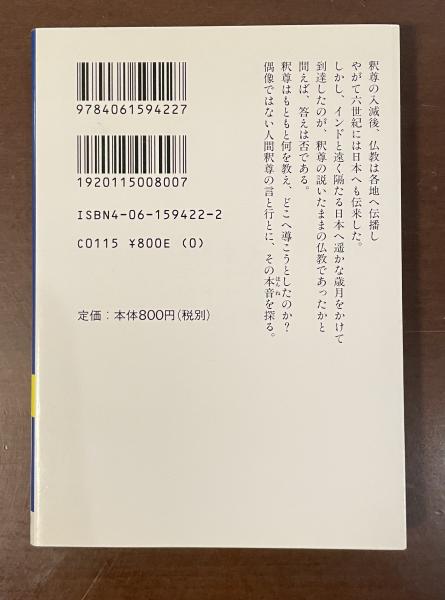 釈尊の入滅後、仏教は各地へ伝播し
やがて六世紀には日本へも伝来した。
しかし、インドと遠く隔たる日本へ遥かな歳月をかけて
到達したのが、釈尊の説いたままの仏教であったかと
問えば、答えは否である。
釈尊はもともと何を教え、どこへ導こうとしたのか?
偶像ではない人間釈尊の言と行とに、その本音を探る。
ほんね
9784061594227
1920115008007
ISBN4-06-159422-2
C0115 ¥800E (0)
定価:本体800円(税別)